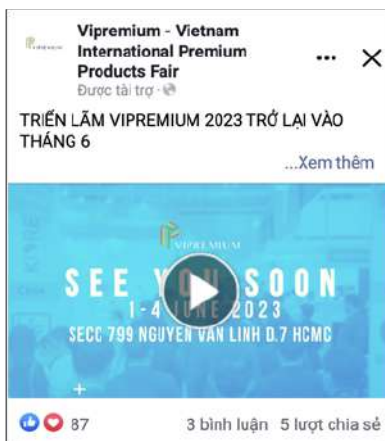 Vipremium - Vietnam
International Premium
Products Fair
Được tài trợ ·
TRIỂN LÃM VIPREMIUM 2023 TRỞ LẠI VÀO
THÁNG 6
...Xem thêm
VIPREMIUM
SEE YOU SOON
1-4 JUNE 2023
SECC 799 NGUYEN VAN LINH D.7 HCMC
87
3 bình luận 5 lượt chia sẻ